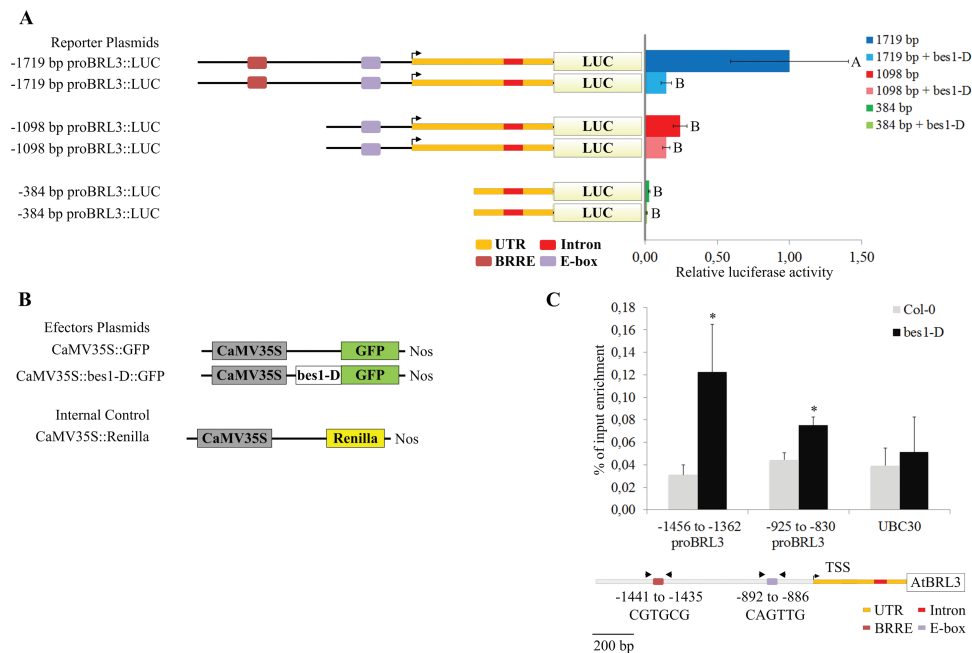 A
Reporter Plasmids
-1719 bp proBRL3::LUC
LUC
A
-1719 bp proBRL3::LUC
LUC
B
-1098 bp proBRL3::LUC
LUC
B
-1098 bp proBRL3::LUC
LUC
B
-384 bp proBRL3::LUC
LUC
B
-384 bp proBRL3::LUC
LUC
B
1719 bp
1719 bp + bes1-D
1098 bp
1098 bp + bes1-D
384 bp
384 bp + bes1-D
UTR Intron
BRRE E-box
0,00 0,50 1,00 1,50
Relative luciferase activity
B
Efectors Plasmids
CaMV35S::GFP
CaMV35S GFP Nos
CaMV35S::bes1-D::GFP
CaMV35S bes1-D GFP Nos
Internal Control
CaMV35S::Renilla
CaMV35S Renilla Nos
C
% of input enrichment
0,18
0,16
0,14
0,12
0,10
0,08
0,06
0,04
0,02
0,00
Col-0
bes1-D
*
*
-1456 to -1362
proBRL3
-925 to -830
proBRL3
UBC30
TSS
AtBRL3
-1441 to -1435
CGTGCG
-892 to -886
CAGTTG
UTR Intron
BRRE E-box
200 bp